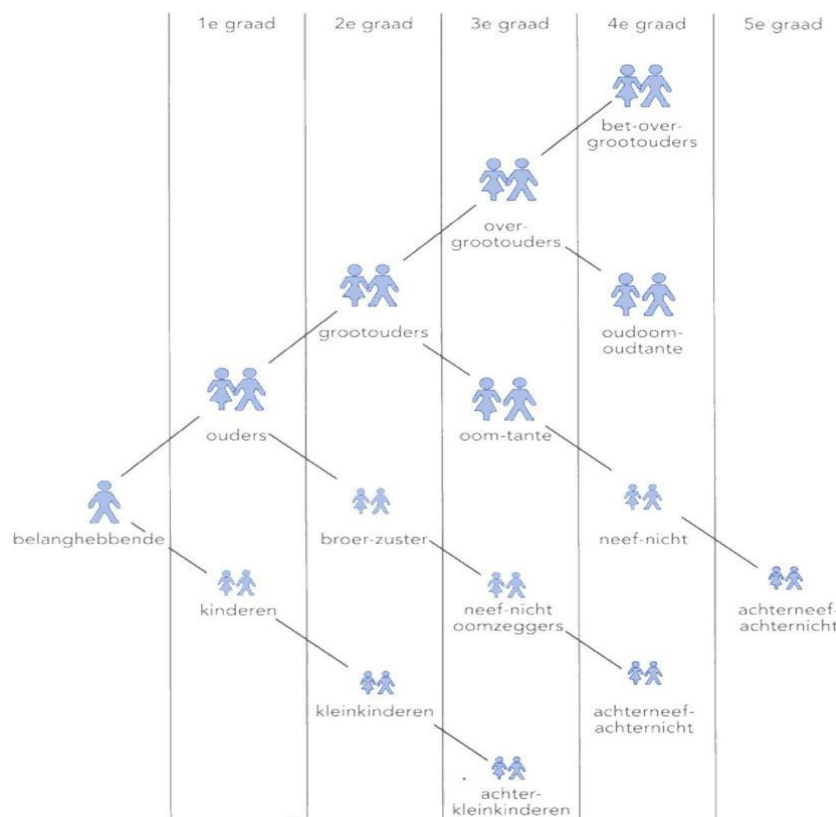 1e graad
2e graad
3e graad
4e graad
5e graad
bet-over-
grootouders
over-
grootouders
grootouders
oudoom-
oudtante
ouders
oom-tante
belanghebbende
broer-zuster
neef-nicht
kinderen
neef-nicht
oomzeggers
achterneef-
achternicht
kleinkinderen
achterneef-
achternicht
achter-
kleinkinderen